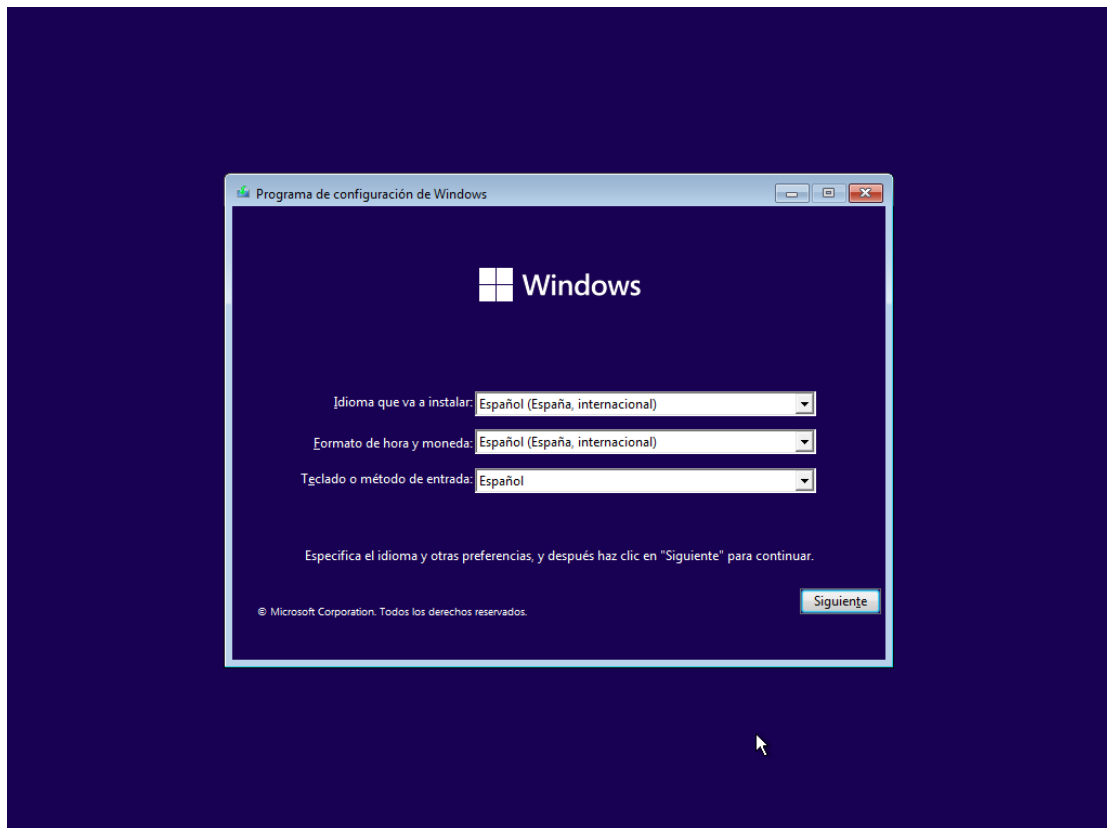 Programa de configuración de Windows
Windows
Idioma que va a instalar: Español (España, internacional)
Formato de hora y moneda: Español (España, internacional)
Teclado o método de entrada: Español
Especifica el idioma y otras preferencias, y después haz clic en "Siguiente" para continuar.
Siguiente
© Microsoft Corporation. Todos los derechos reservados.